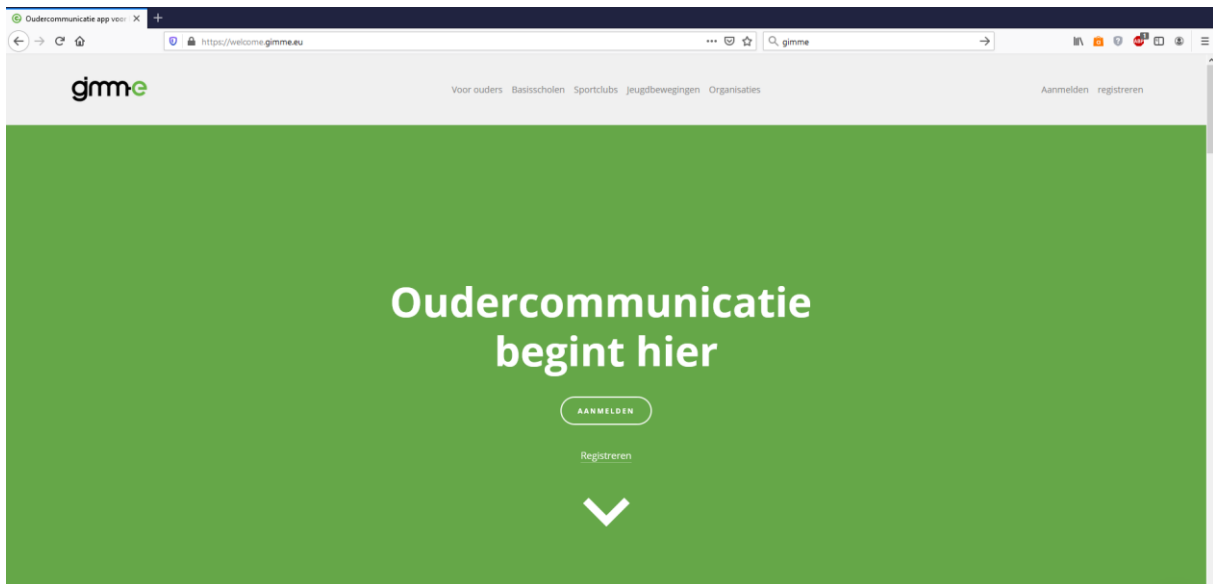 Oudercommunicatie app voor
https://welcome.gimme.eu
gimme
1
gimme
Voor ouders Basisscholen Sportclubs Jeugdbewegingen Organisaties
Aanmelden registreren
Oudercommunicatie
begint hier
AANMELDEN
Registreren